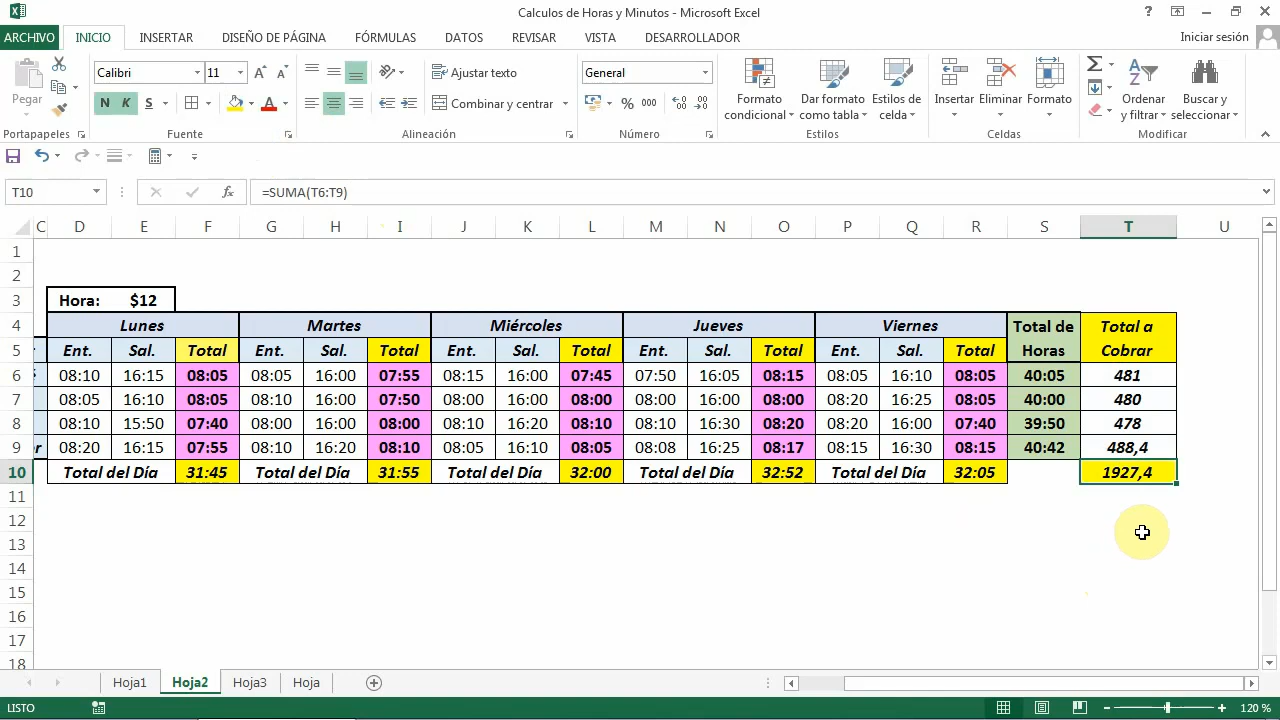 Calculos de Horas y Minutos - Microsoft Excel
ARCHIVO INICIO INSERTAR DISEÑO DE PÁGINA FÓRMULAS DATOS REVISAR VISTA DESARROLLADOR Iniciar sesión
Calibri 11 Ajustar texto General
Pegar N K S Combinar y centrar % 000 Formato condicional Dar formato como tabla Estilos de celda Insertar Eliminar Formato Ordenar y filtrar Buscar y seleccionar
Portapapeles Fuente Alineación Número Estilos Celdas Modificar
T10 fx =SUMA(T6:T9)
C D E F G H I J K L M N O P Q R S T U
1
2
3 Hora: $12
4 Lunes Martes Miércoles Jueves Viernes Total de Total a
5 Ent. Sal. Total Ent. Sal. Total Ent. Sal. Total Ent. Sal. Total Ent. Sal. Total Horas Cobrar
6 08:10 16:15 08:05 08:05 16:00 07:55 08:15 16:00 07:45 07:50 16:05 08:15 08:05 16:10 08:05 40:05 481
7 08:05 16:10 08:05 08:10 16:00 07:50 08:00 16:00 08:00 08:00 16:00 08:00 08:20 16:25 08:05 40:00 480
8 08:10 15:50 07:40 08:00 16:00 08:00 08:10 16:20 08:10 08:10 16:30 08:20 08:20 16:00 07:40 39:50 478
9 r 08:20 16:15 07:55 08:10 16:20 08:10 08:05 16:10 08:05 08:08 16:25 08:17 08:15 16:30 08:15 40:42 488,4
10 Total del Día 31:45 Total del Día 31:55 Total del Día 32:00 Total del Día 32:52 Total del Día 32:05 1927,4
11
12
13
14
15
16
17
18
Hoja1 Hoja2 Hoja3 Hoja
LISTO 120 %